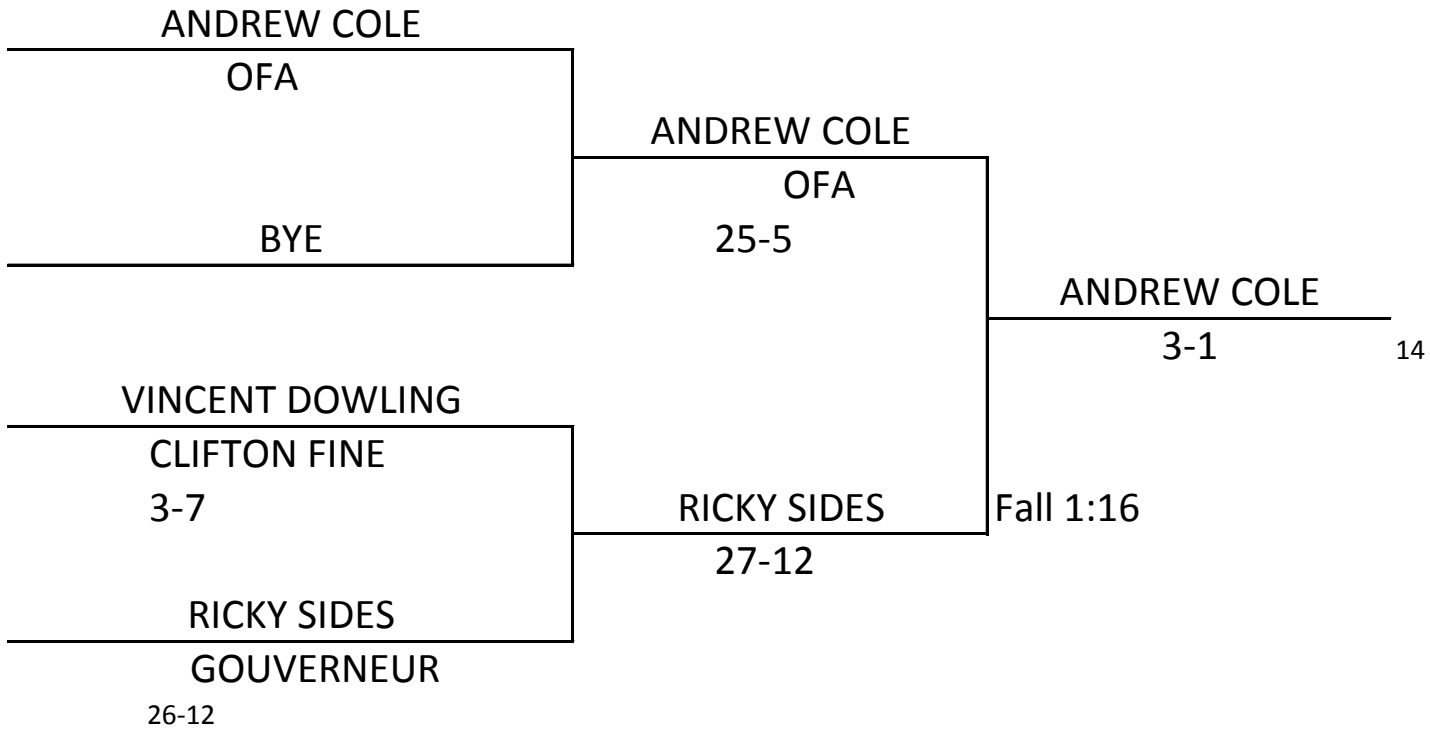 ANDREW COLE
OFA
ANDREW COLE
OFA
BYE
25-5
ANDREW COLE
3-1
14
VINCENT DOWLING
CLIFTON FINE
3-7
RICKY SIDES
Fall 1:16
27-12
RICKY SIDES
GOUVERNEUR
26-12